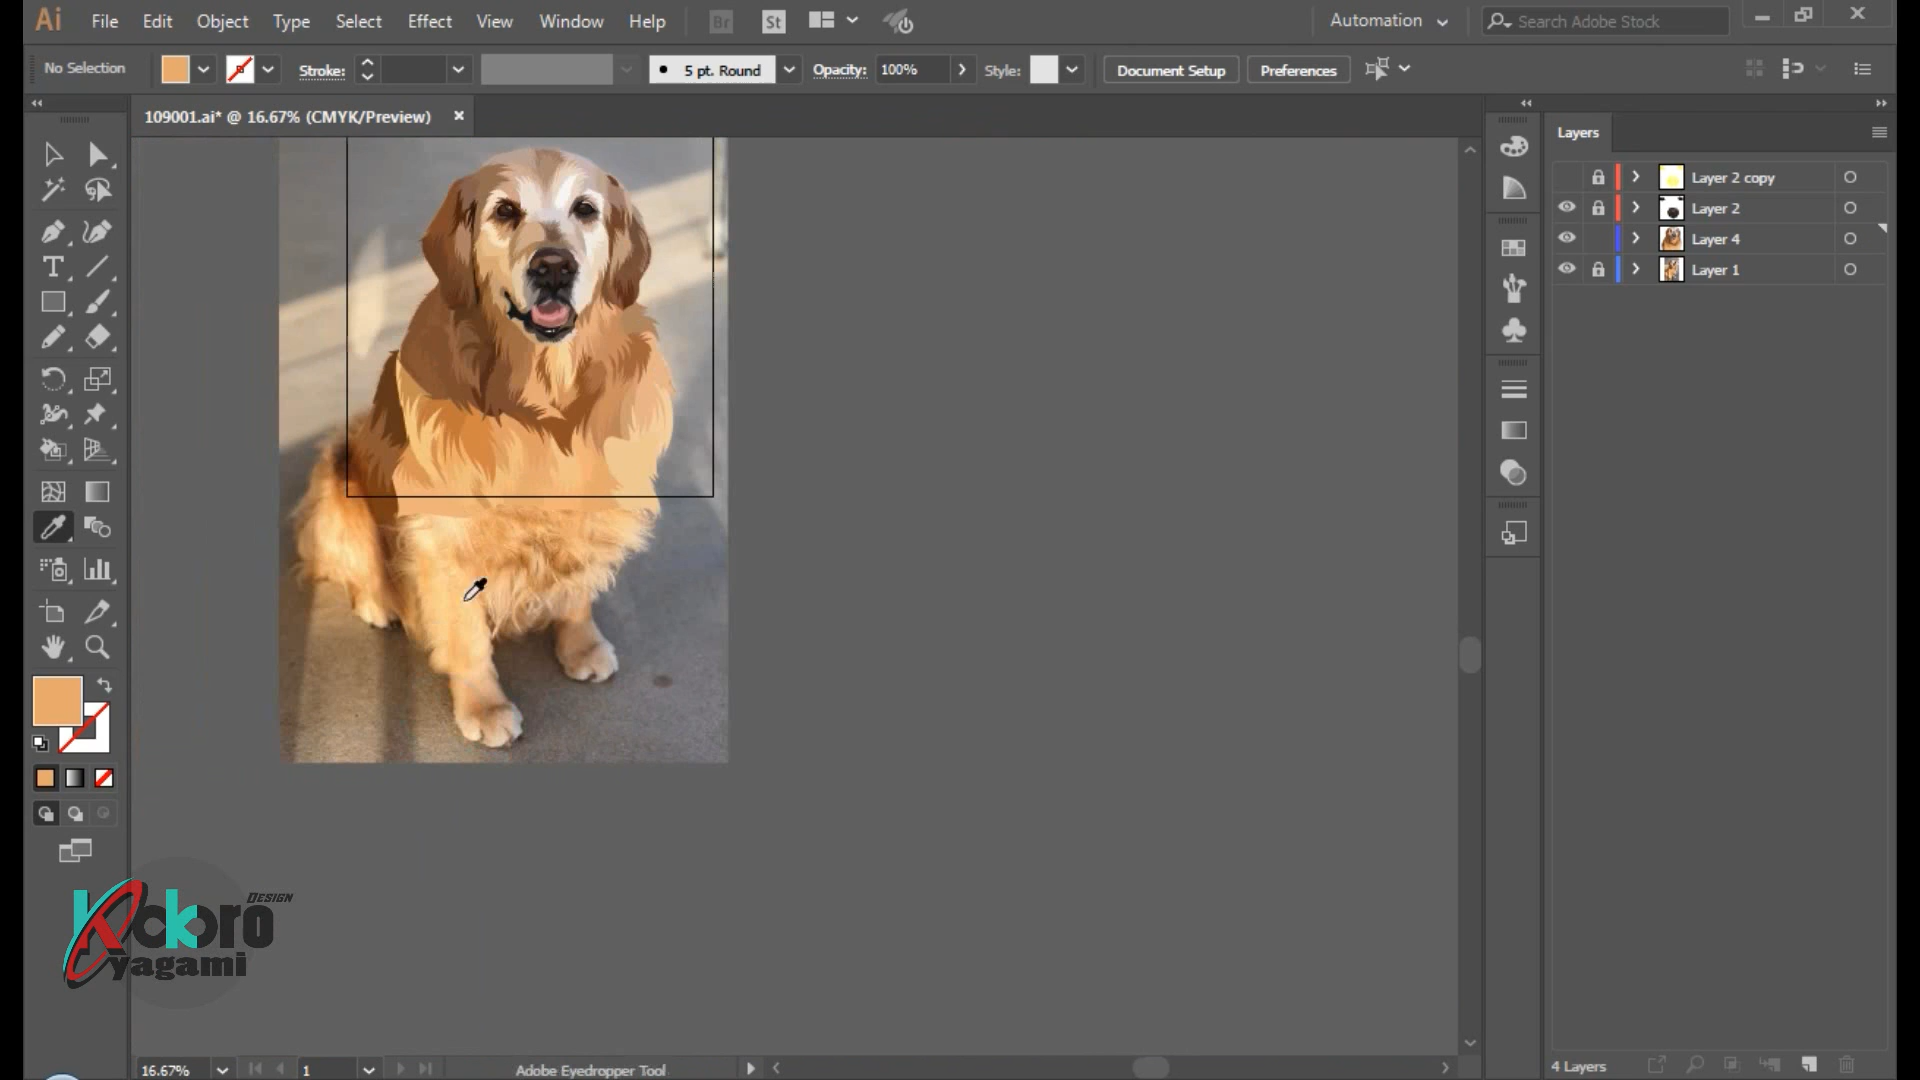 Ai File Edit Object Type Select Effect View Window Help Br St Automation Search Adobe Stock
No Selection Stroke: 5 pt. Round Opacity: 100% Style: Document Setup Preferences
109001.ai* @ 16.67% (CMYK/Preview)
Layers
Layer 2 copy
Layer 2
Layer 4
Layer 1
Kokoro Design
yagami
16.67% 1 Adobe Eyedropper Tool
4 Layers